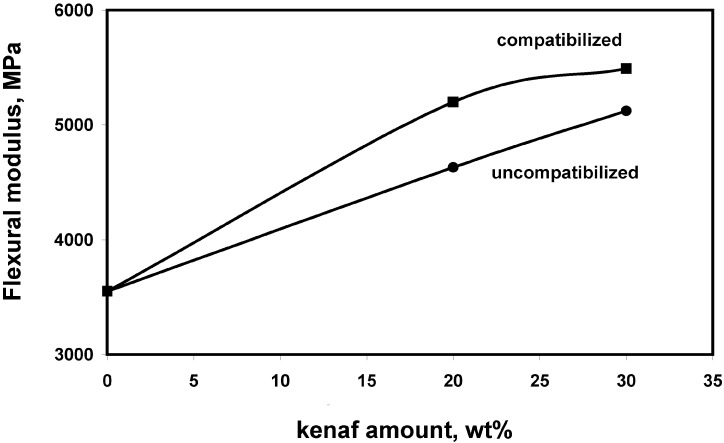 6000
compatibilized
5000
uncompatibilized
Flexural modulus, MPa
4000
3000
0 5 10 15 20 25 30 35
kenaf amount, wt%